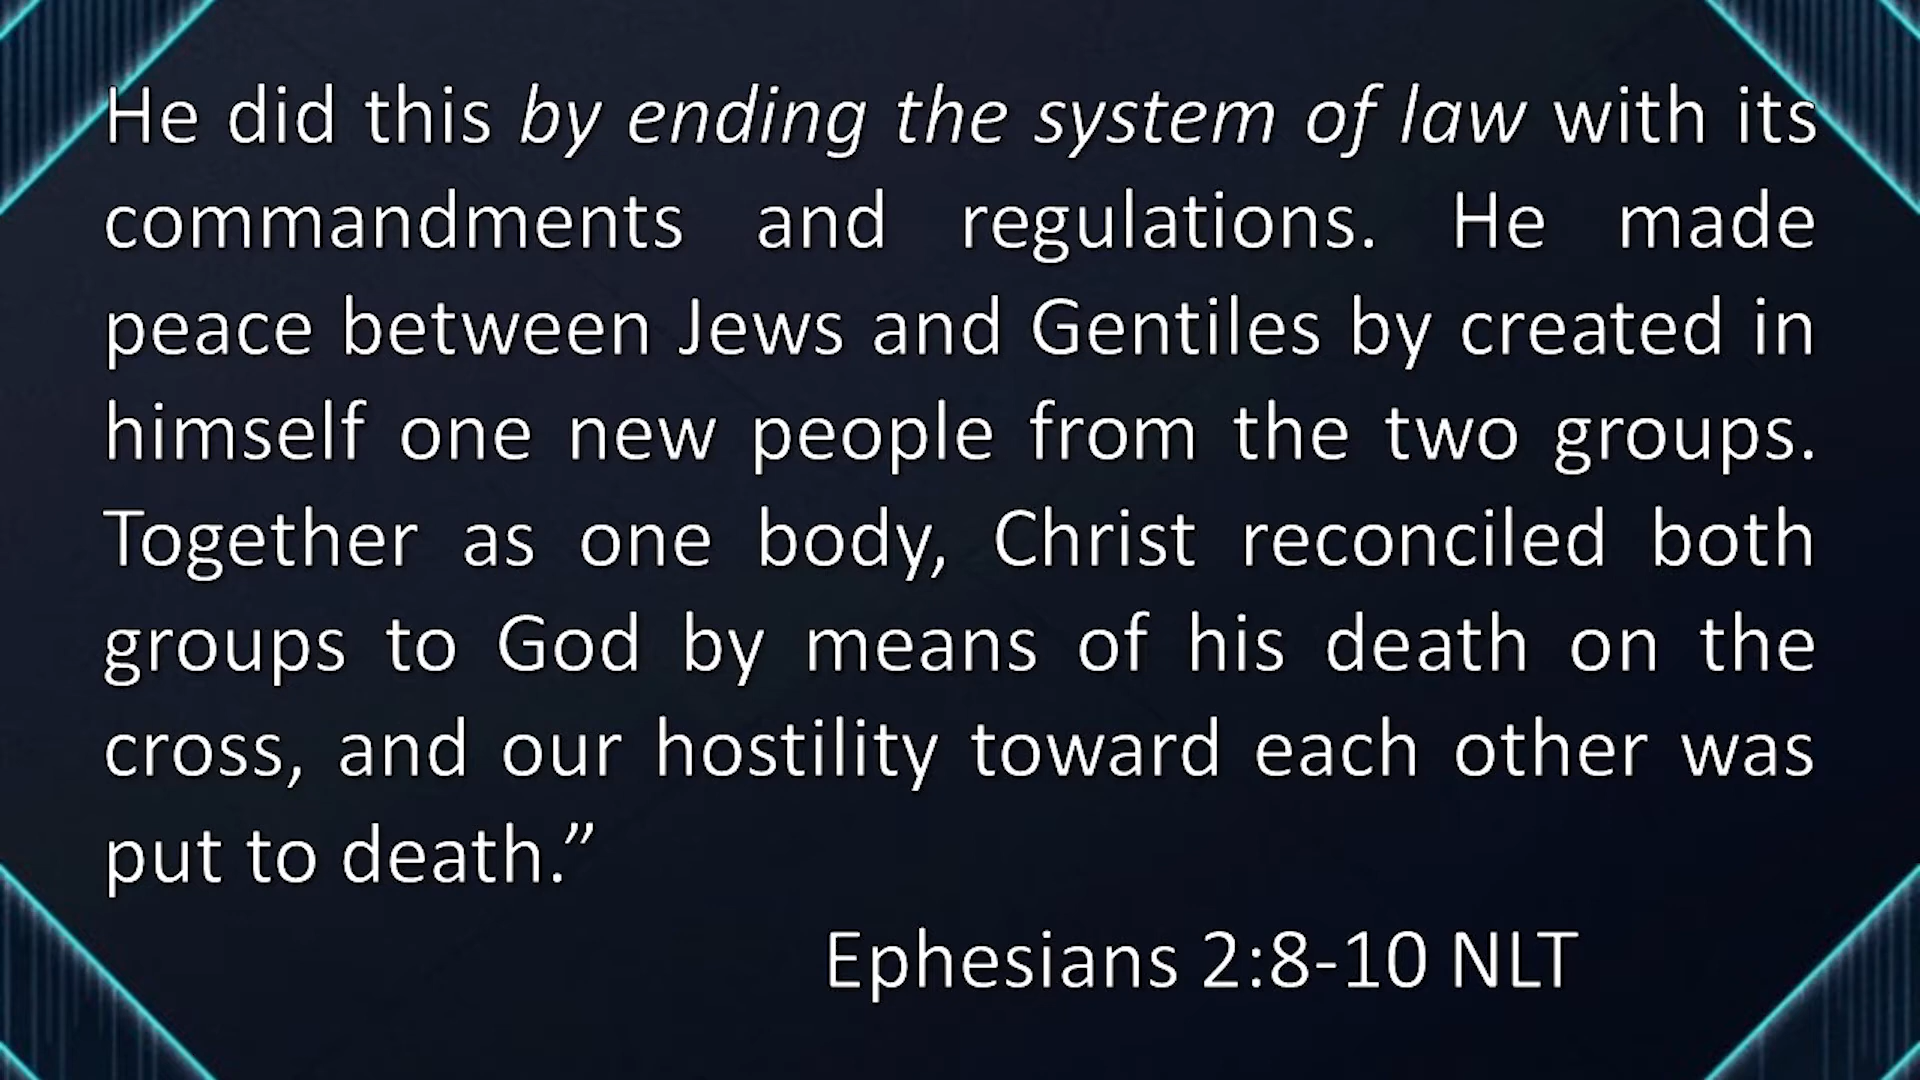 He did this by ending the system of law with its
commandments and regulations. He made
peace between Jews and Gentiles by created in
himself one new people from the two groups.
Together as one body, Christ reconciled both
groups to God by means of his death on the
cross, and our hostility toward each other was
put to death.”
Ephesians 2:8-10 NLT